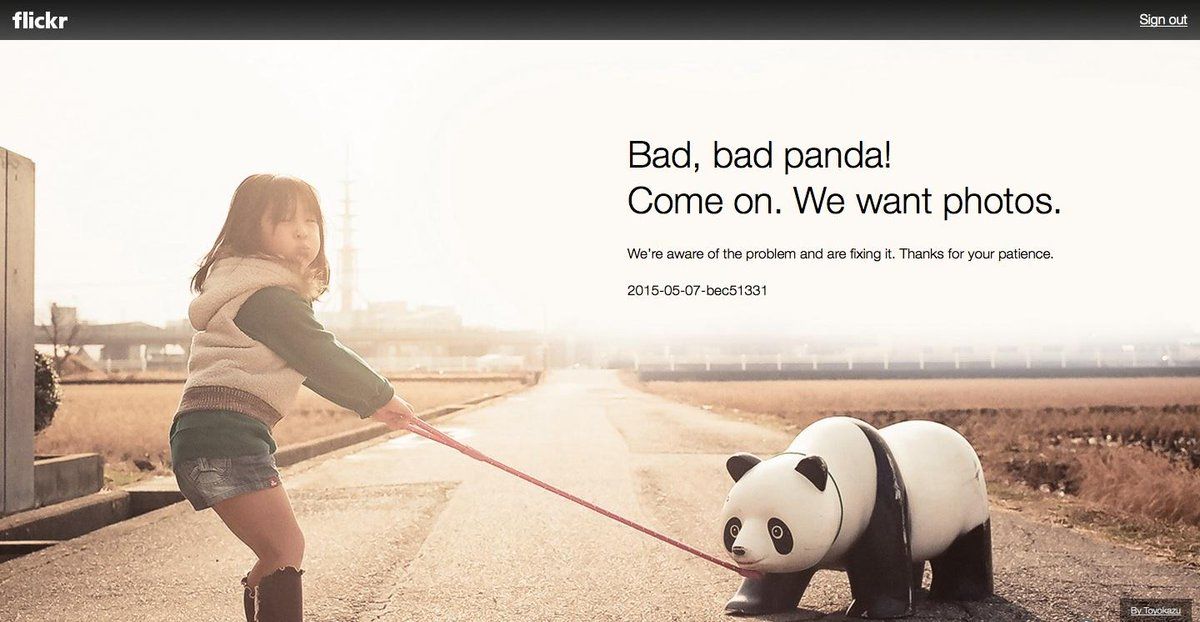 flickr
Sign out
Bad, bad panda!
Come on. We want photos.
We're aware of the problem and are fixing it. Thanks for your patience.
2015-05-07-bec51331
By Toyokazu